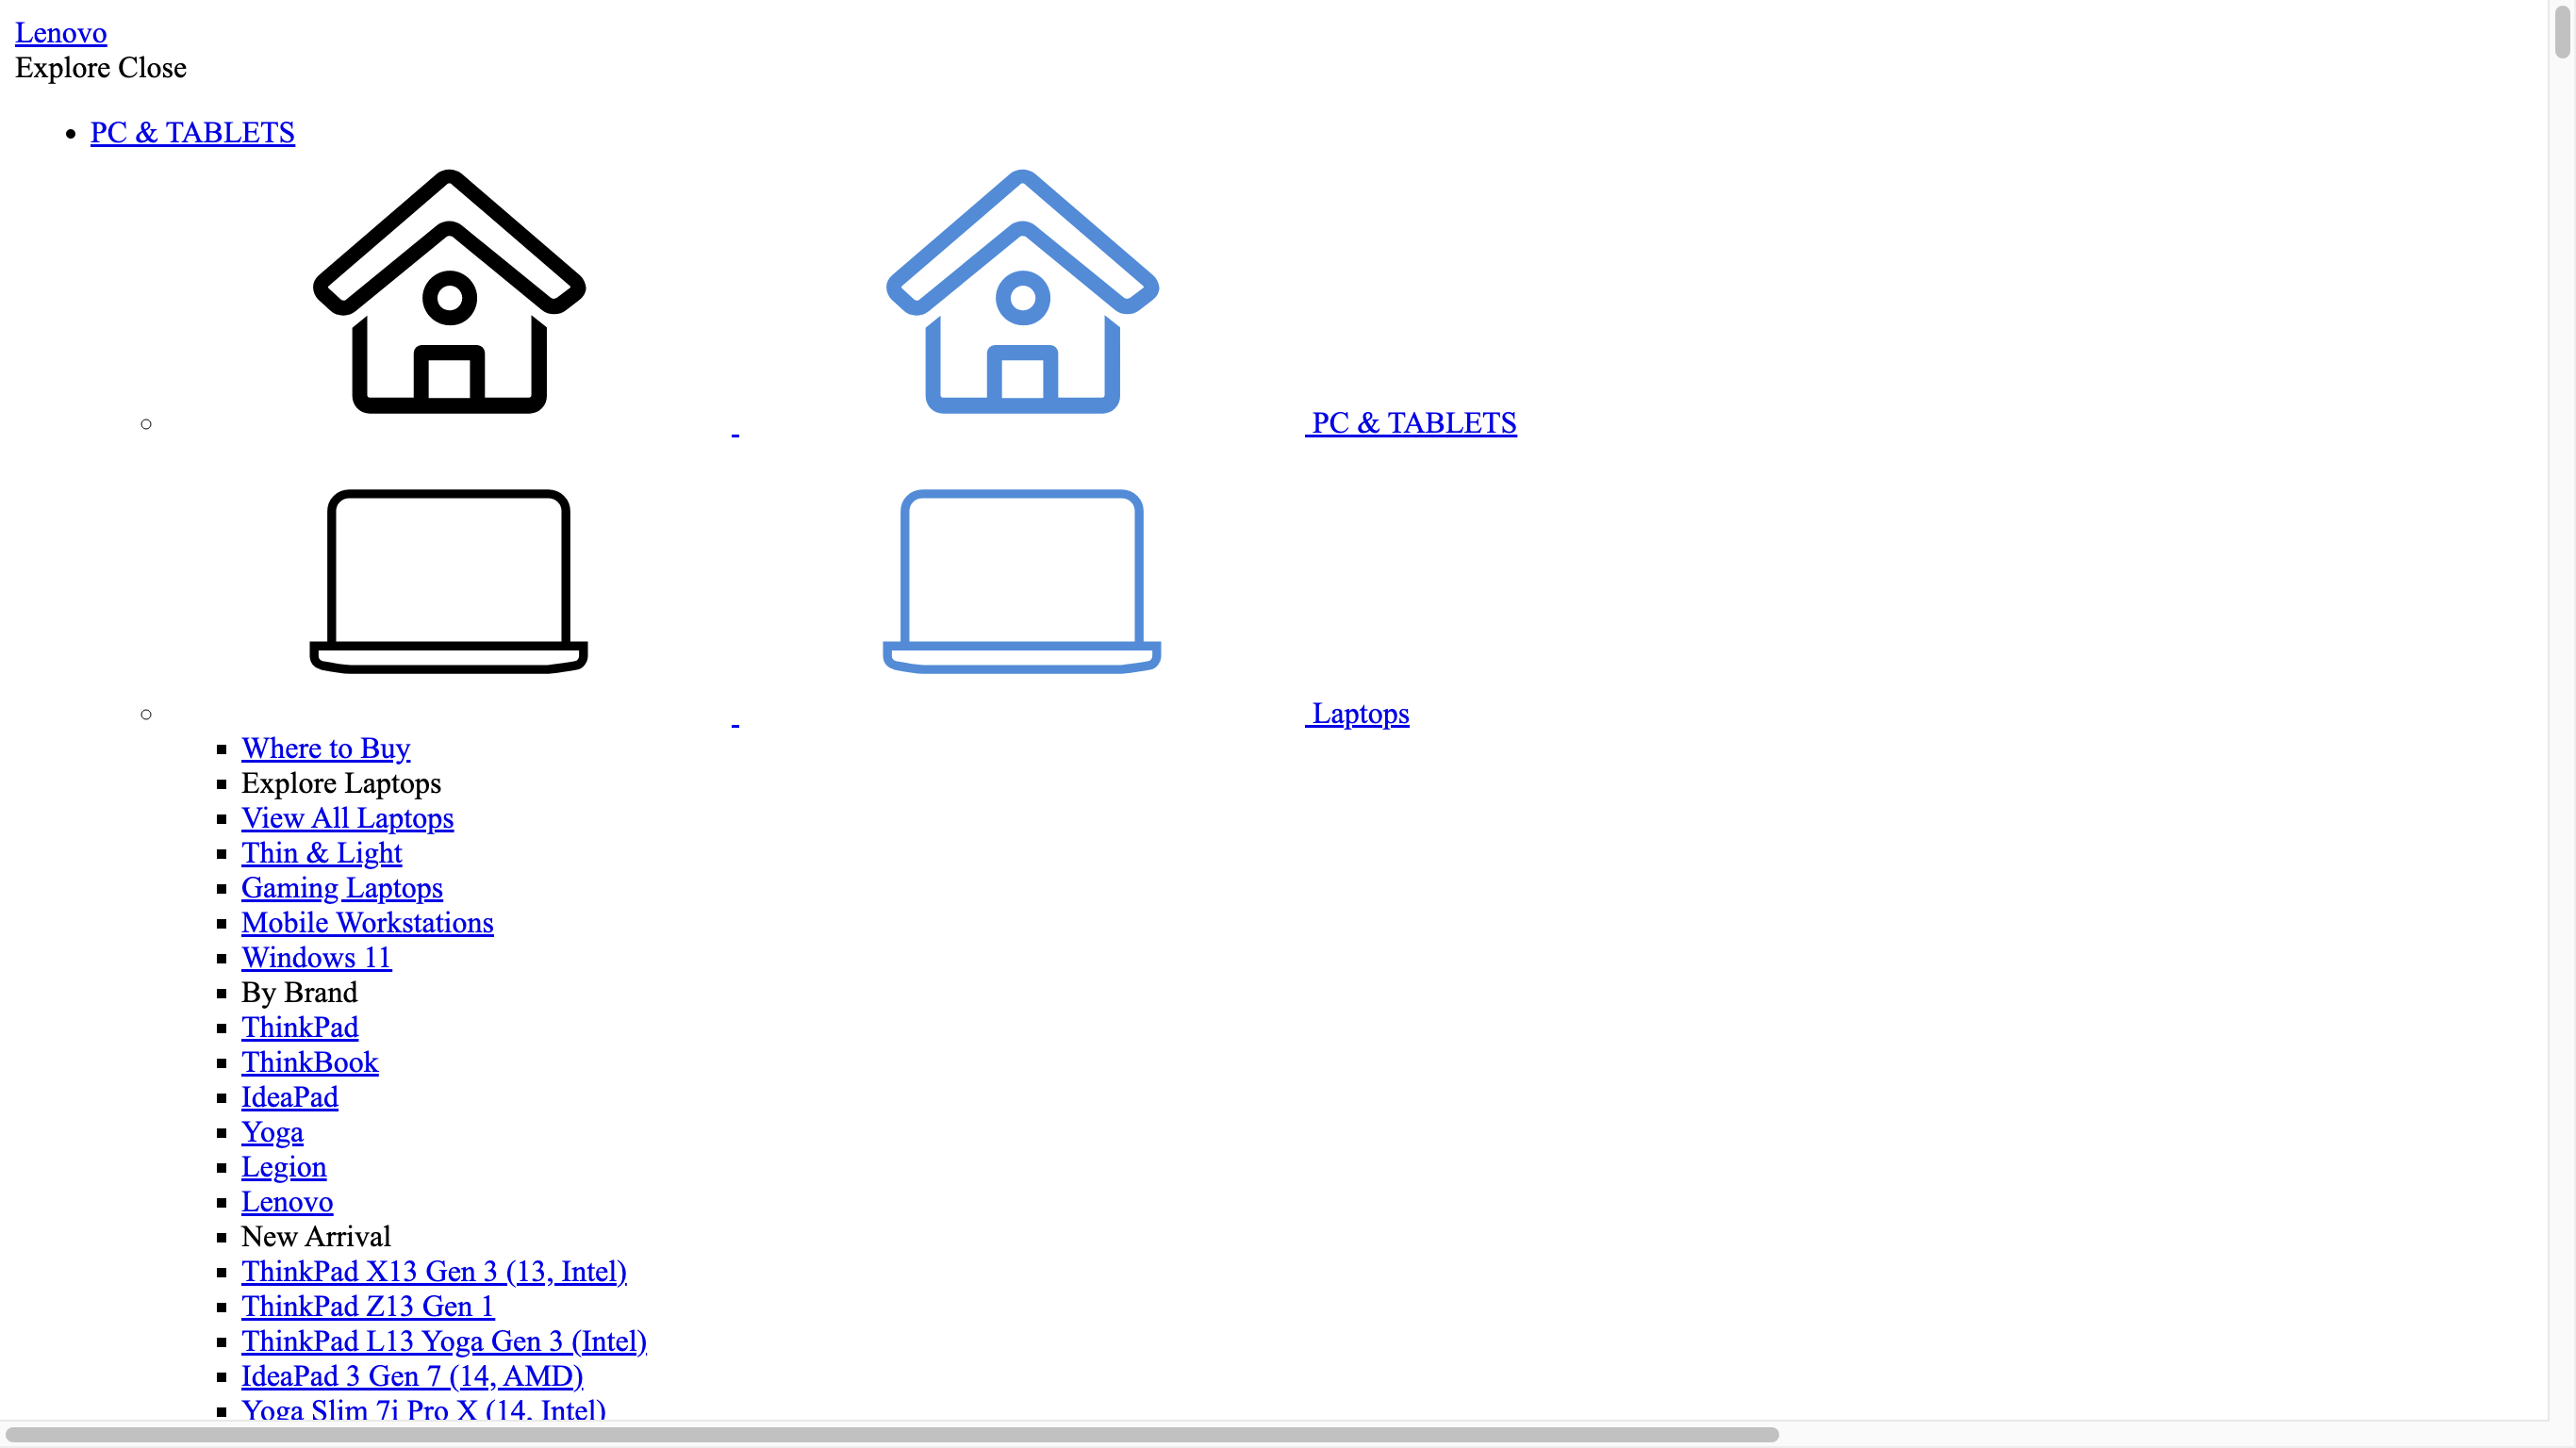 Lenovo
Explore Close
PC & TABLETS
PC & TABLETS
Laptops
Where to Buy
Explore Laptops
View All Laptops
Thin & Light
Gaming Laptops
Mobile Workstations
Windows 11
By Brand
ThinkPad
ThinkBook
IdeaPad
Yoga
Legion
Lenovo
New Arrival
ThinkPad X13 Gen 3 (13, Intel)
ThinkPad Z13 Gen 1
ThinkPad L13 Yoga Gen 3 (Intel)
IdeaPad 3 Gen 7 (14, AMD)
Yoga Slim 7i Pro X (14, Intel)